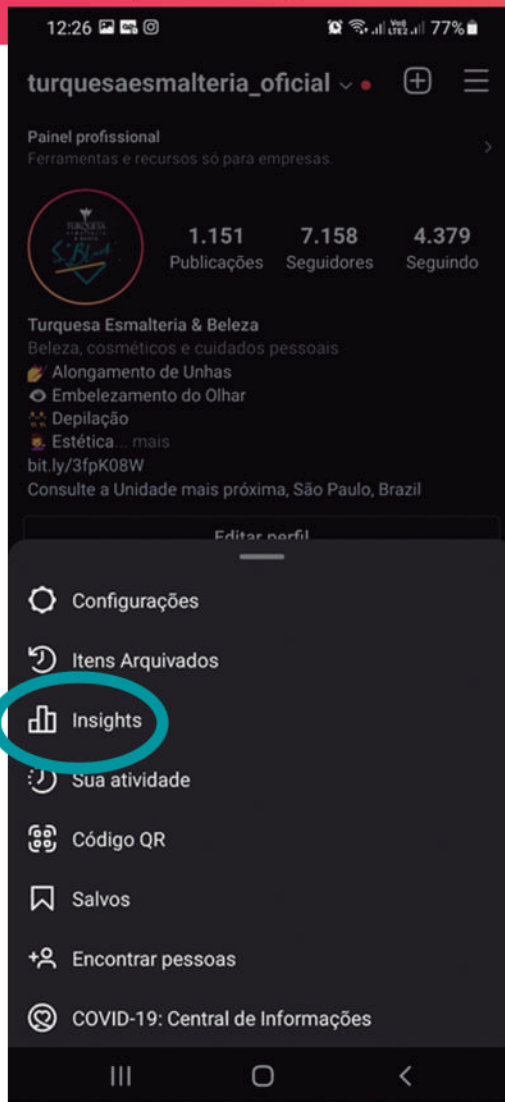 12:26
77%
turquesaesmalteria_oficial
Painel profissional
Ferramentas e recursos só para empresas.
TURQUESA
1.151 7.158 4.379
Publicações Seguidores Seguindo
Turquesa Esmalteria & Beleza
Beleza, cosméticos e cuidados pessoais
Alongamento de Unhas
Embelezamento do Olhar
Depilação
Estética... mais
bit.ly/3fpK08W
Consulte a Unidade mais próxima, São Paulo, Brazil
Editar perfil
Configurações
Itens Arquivados
Insights
Sua atividade
Código QR
Salvos
Encontrar pessoas
COVID-19: Central de Informações